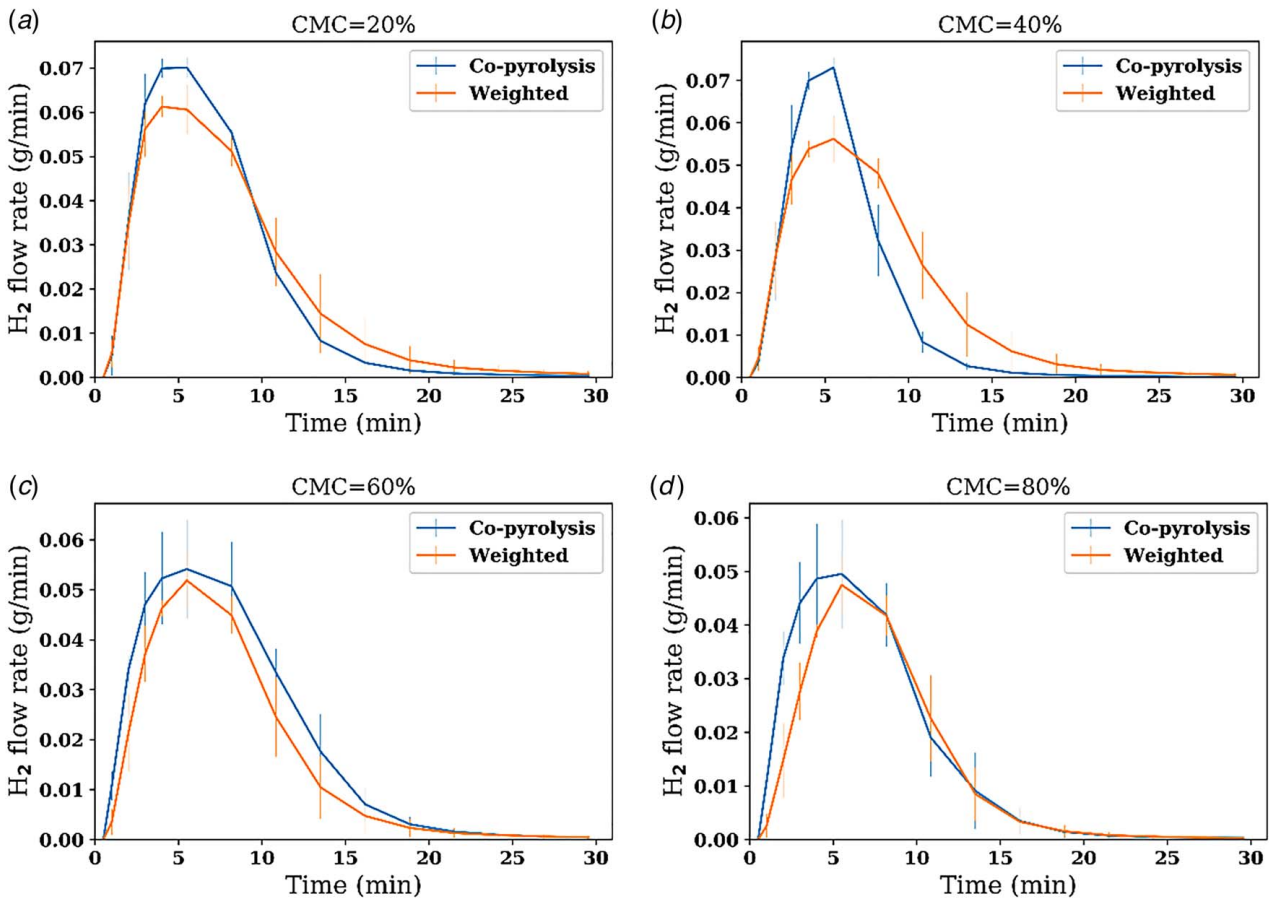 (a)
CMC=20%
H2 flow rate (g/min)
0.07
0.06
0.05
0.04
0.03
0.02
0.01
0.00
Co-pyrolysis
Weighted
0 5 10 15 20 25 30
Time (min)
(b)
CMC=40%
H2 flow rate (g/min)
0.07
0.06
0.05
0.04
0.03
0.02
0.01
0.00
Co-pyrolysis
Weighted
0 5 10 15 20 25 30
Time (min)
(c)
CMC=60%
H2 flow rate (g/min)
0.06
0.05
0.04
0.03
0.02
0.01
0.00
Co-pyrolysis
Weighted
0 5 10 15 20 25 30
Time (min)
(d)
CMC=80%
H2 flow rate (g/min)
0.06
0.05
0.04
0.03
0.02
0.01
0.00
Co-pyrolysis
Weighted
0 5 10 15 20 25 30
Time (min)